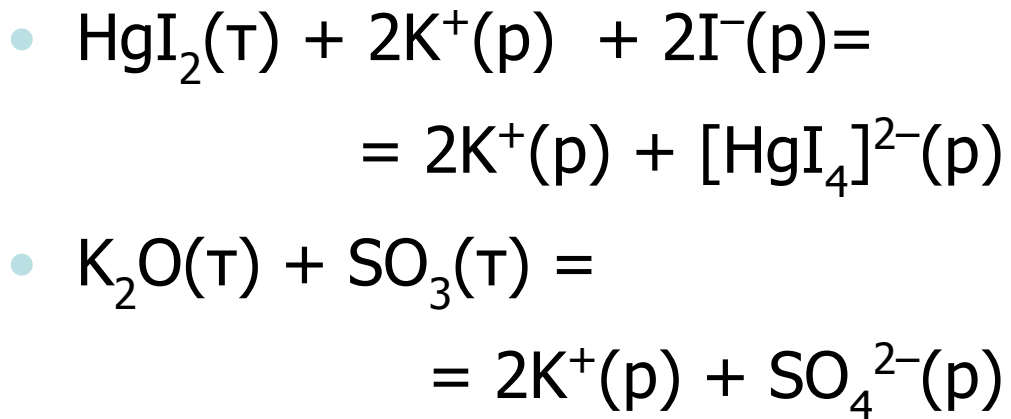 • HgI₂(т) + 2K⁺(р) + 2I⁻(р)=
= 2K⁺(р) + [HgI₄]²⁻(р)
• K₂O(т) + SO₃(т) =
= 2K⁺(р) + SO₄²⁻(р)